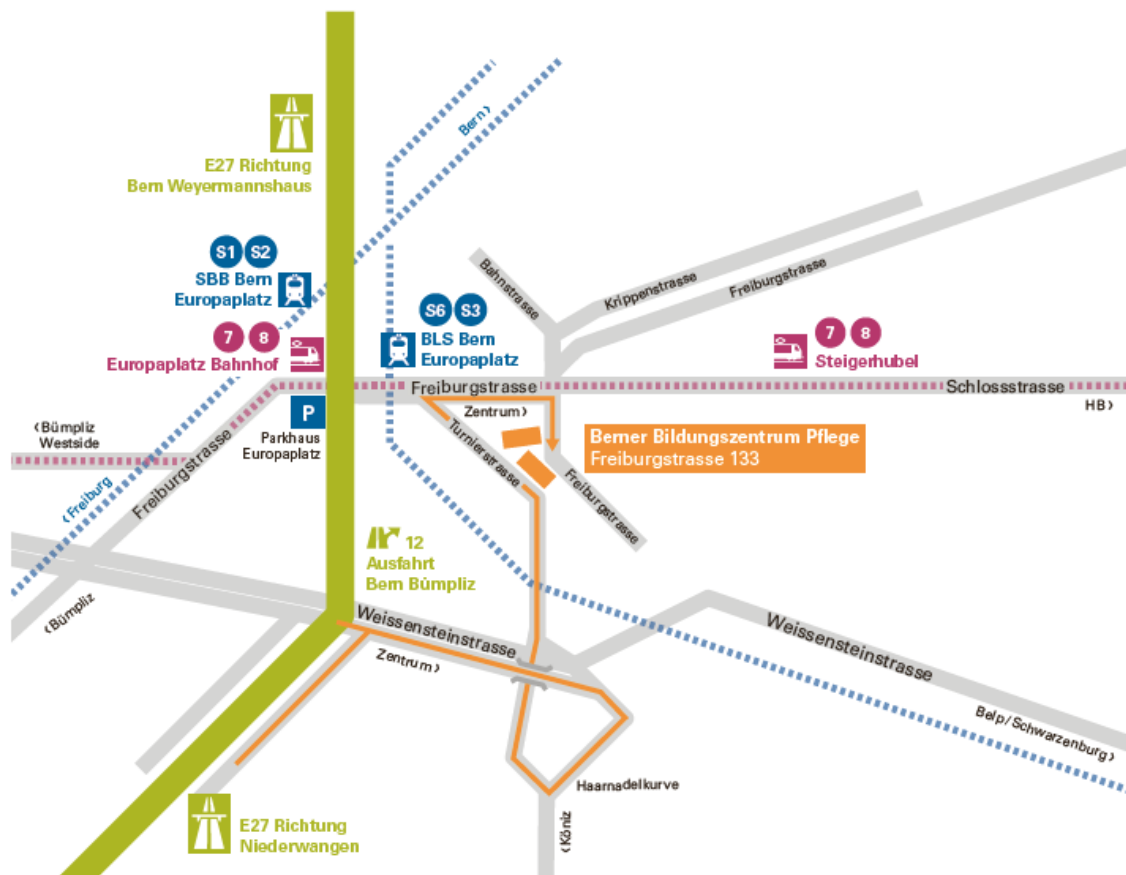 Bern ›
E27 Richtung
Bern Weyermannshaus
S1 S2
SBB Bern
Europaplatz
Bahnstrasse
Krippenstrasse
Freiburgstrasse
S6 S3
BLS Bern
Europaplatz
7 8
Europaplatz Bahnhof
7 8
Steigerhubel
Freiburgstrasse
Schlossstrasse
HB ›
P
Parkhaus
Europaplatz
Zentrum ›
‹ Bümpliz
Westside
Turnierstrasse
Berner Bildungszentrum Pflege
Freiburgstrasse 133
Freiburgstrasse
‹ Freiburg
Freiburgstrasse
12
Ausfahrt
Bern Bümpliz
‹ Bümpliz
Weissensteinstrasse
Zentrum ›
Weissensteinstrasse
Belp/Schwarzenburg ›
Haarnadelkurve
‹ Köniz
E27 Richtung
Niederwangen